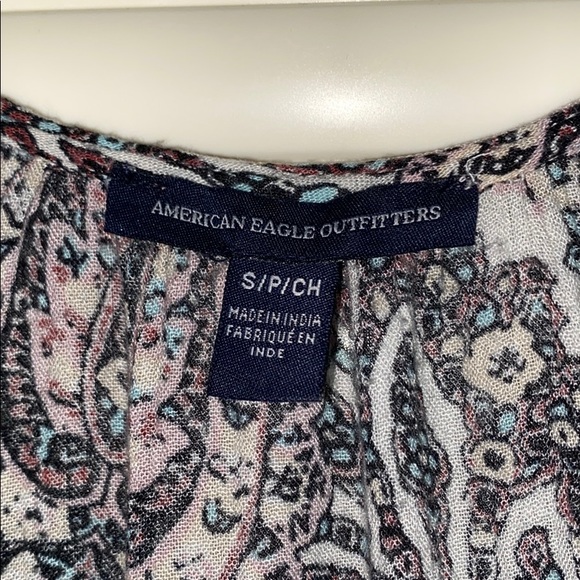 AMERICAN EAGLE OUTFITTERS
S/P/CH
MADE IN INDIA
FABRIQUÉ EN
INDE